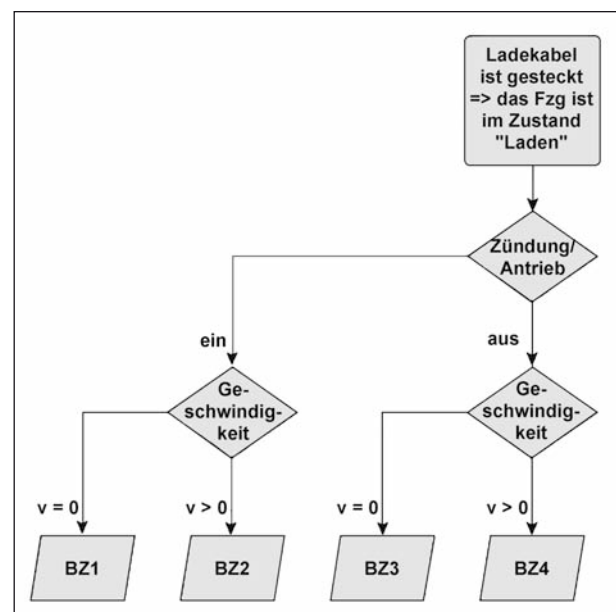 Ladekabel
ist gesteckt
=> das Fzg ist
im Zustand
"Laden"
Zündung/
Antrieb
ein
aus
Ge-
schwindig-
keit
Ge-
schwindig-
keit
v = 0
v > 0
v = 0
v > 0
BZ1
BZ2
BZ3
BZ4